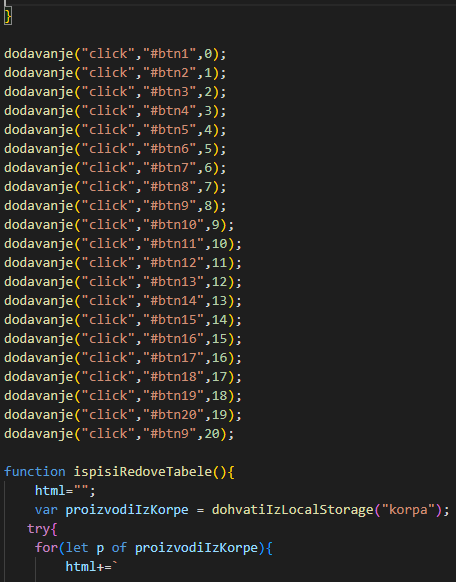 }
dodavanje("click","#btn1",0);
dodavanje("click","#btn2",1);
dodavanje("click","#btn3",2);
dodavanje("click","#btn4",3);
dodavanje("click","#btn5",4);
dodavanje("click","#btn6",5);
dodavanje("click","#btn7",6);
dodavanje("click","#btn8",7);
dodavanje("click","#btn9",8);
dodavanje("click","#btn10",9);
dodavanje("click","#btn11",10);
dodavanje("click","#btn12",11);
dodavanje("click","#btn13",12);
dodavanje("click","#btn14",13);
dodavanje("click","#btn15",14);
dodavanje("click","#btn16",15);
dodavanje("click","#btn17",16);
dodavanje("click","#btn18",17);
dodavanje("click","#btn19",18);
dodavanje("click","#btn20",19);
dodavanje("click","#btn9",20);
function ispisiRedoveTabele(){
html="";
var proizvodiIzKorpe = dohvatiIzLocalStorage("korpa");
try{
for(let p of proizvodiIzKorpe){
html+=`